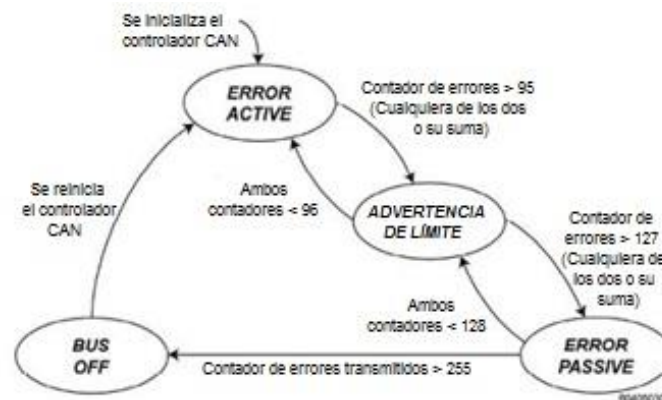 Se inicializa el
controlador CAN
ERROR
ACTIVE
Contador de errores > 95
(Cualquiera de los dos
o su suma)
Se reinicia
el controlador
CAN
Ambos
contadores < 96
ADVERTENCIA
DE LÍMITE
Contador de
errores > 127
(Cualquiera de
los dos o su
suma)
Ambos
contadores < 128
BUS
OFF
Contador de errores transmitidos > 255
ERROR
PASSIVE